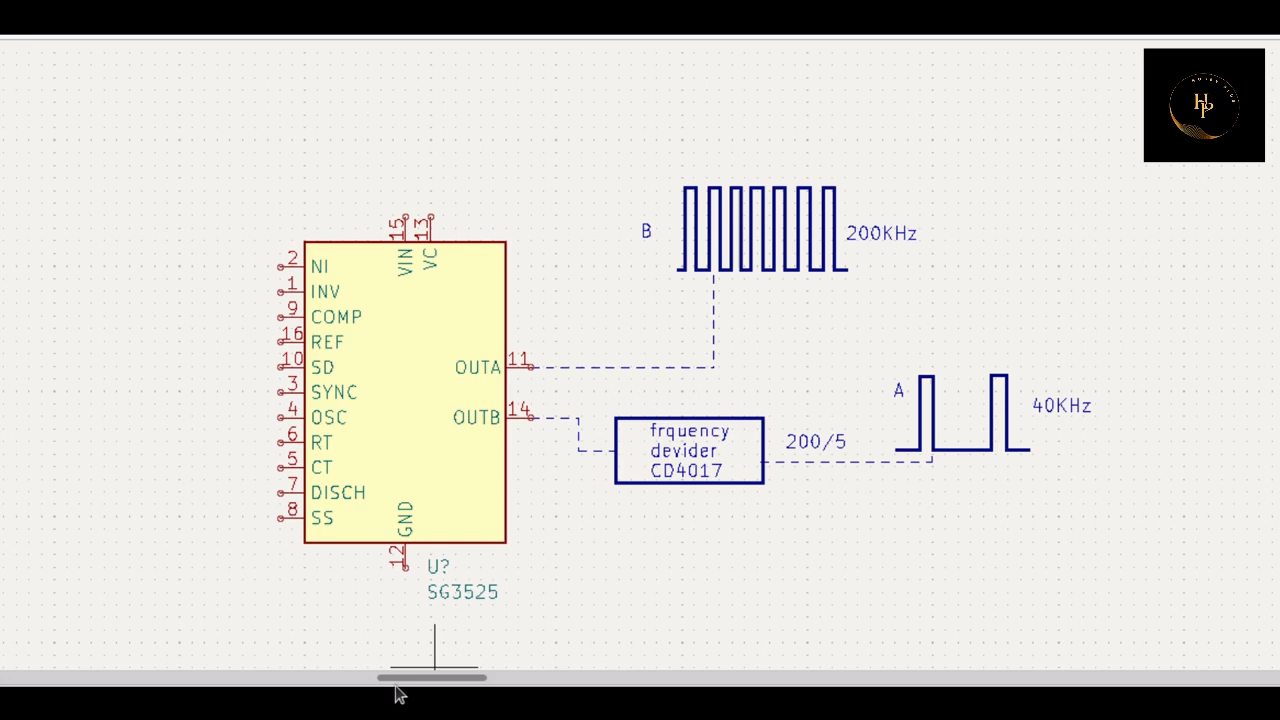 15
13
2
NI
VIN
VC
1
INV
9
COMP
16
REF
10
SD
3
SYNC
4
OSC
6
RT
5
CT
7
DISCH
8
SS
GND
12
OUTA
11
OUTB
14
U?
SG3525
B
200KHz
frquency
devider
CD4017
200/5
A
40KHz